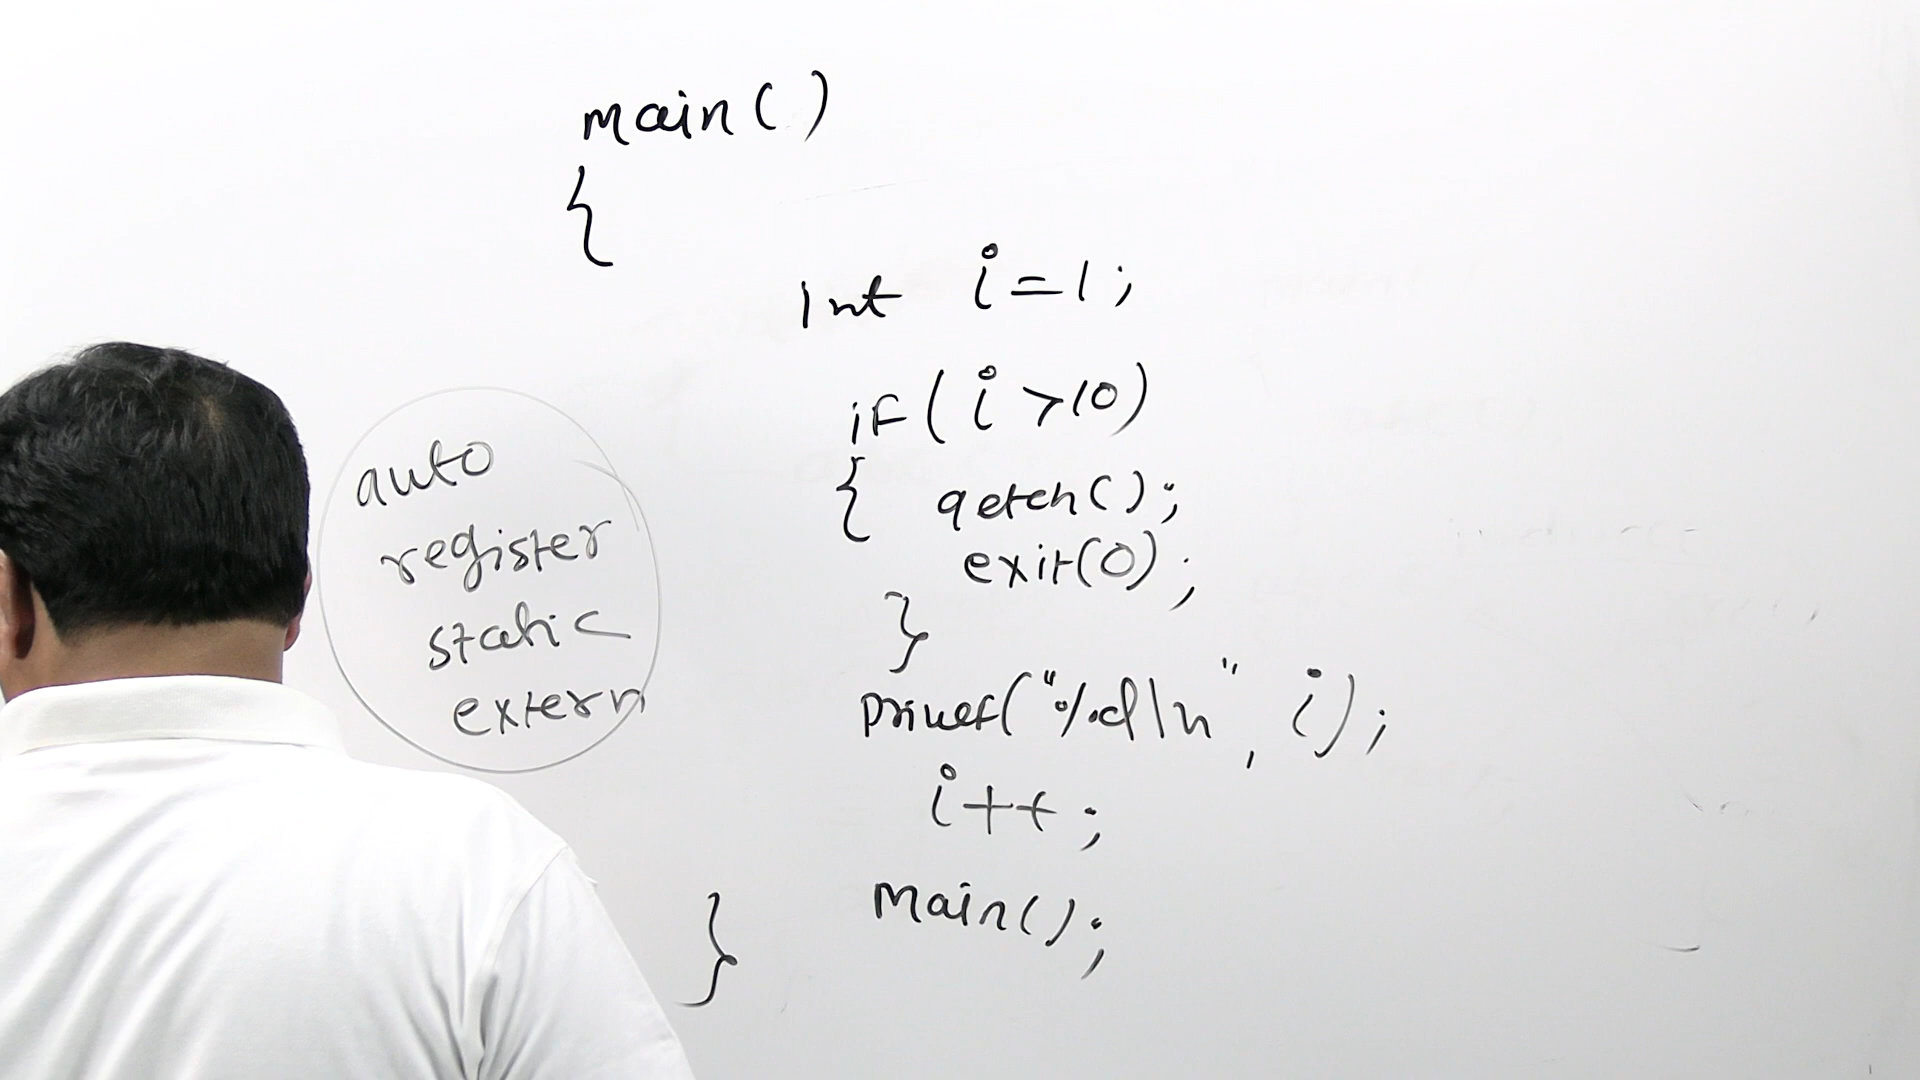 main()
{
int i=1;
if(i>10)
{ getch();
exit(0);
}
printf("%d\n", i);
i++;
main();
}
auto
register
static
extern